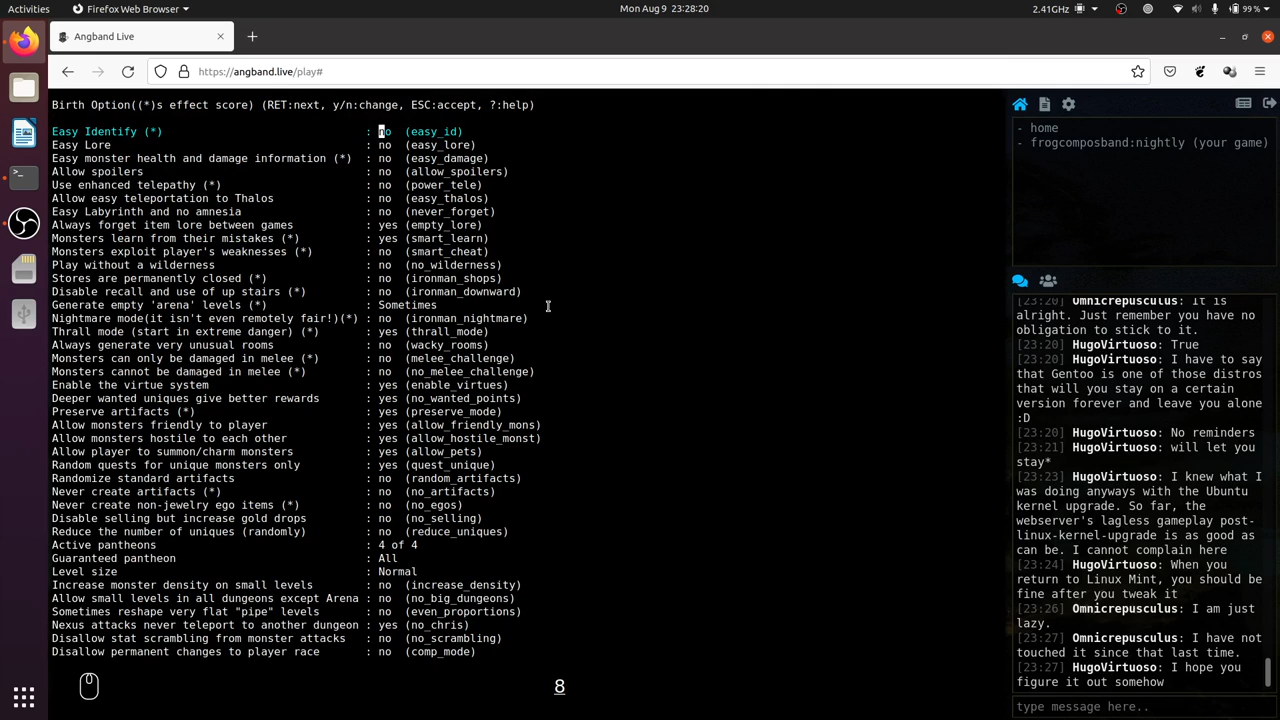 Activities
Firefox Web Browser
Mon Aug 9 23:28:20
2.41GHz
99 %
Angband Live
https://angband.live/play#
Birth Option((*)s effect score) (RET:next, y/n:change, ESC:accept, ?:help)
Easy Identify (*) : no (easy_id)
Easy Lore : no (easy_lore)
Easy monster health and damage information (*) : no (easy_damage)
Allow spoilers : no (allow_spoilers)
Use enhanced telepathy (*) : no (power_tele)
Allow easy teleportation to Thalos : no (easy_thalos)
Easy Labyrinth and no amnesia : no (never_forget)
Always forget item lore between games : yes (empty_lore)
Monsters learn from their mistakes (*) : yes (smart_learn)
Monsters exploit player's weaknesses (*) : no (smart_cheat)
Play without a wilderness : no (no_wilderness)
Stores are permanently closed (*) : no (ironman_shops)
Disable recall and use of up stairs (*) : no (ironman_downward)
Generate empty 'arena' levels (*) : Sometimes
Nightmare mode(it isn't even remotely fair!)(*) : no (ironman_nightmare)
Thrall mode (start in extreme danger) (*) : yes (thrall_mode)
Always generate very unusual rooms : no (wacky_rooms)
Monsters can only be damaged in melee (*) : no (melee_challenge)
Monsters cannot be damaged in melee (*) : no (no_melee_challenge)
Enable the virtue system : yes (enable_virtues)
Deeper wanted uniques give better rewards : yes (no_wanted_points)
Preserve artifacts (*) : yes (preserve_mode)
Allow monsters friendly to player : yes (allow_friendly_mons)
Allow monsters hostile to each other : yes (allow_hostile_monst)
Allow player to summon/charm monsters : yes (allow_pets)
Random quests for unique monsters only : yes (quest_unique)
Randomize standard artifacts : no (random_artifacts)
Never create artifacts (*) : no (no_artifacts)
Never create non-jewelry ego items (*) : no (no_egos)
Disable selling but increase gold drops : no (no_selling)
Reduce the number of uniques (randomly) : no (reduce_uniques)
Active pantheons : 4 of 4
Guaranteed pantheon : All
Level size : Normal
Increase monster density on small levels : no (increase_density)
Allow small levels in all dungeons except Arena : no (no_big_dungeons)
Sometimes reshape very flat "pipe" levels : no (even_proportions)
Nexus attacks never teleport to another dungeon : yes (no_chris)
Disallow stat scrambling from monster attacks : no (no_scrambling)
Disallow permanent changes to player race : no (comp_mode)
8
- home
- frogcomposband:nightly (your game)
[23:20] Omnicrepusculus: It is
alright. Just remember you have no
obligation to stick to it.
[23:20] HugoVirtuoso: True
[23:20] HugoVirtuoso: I have to say
that Gentoo is one of those distros
that will you stay on a certain
version forever and leave you alone
:D
[23:20] HugoVirtuoso: No reminders
[23:21] HugoVirtuoso: will let you
stay*
[23:23] HugoVirtuoso: I knew what I
was doing anyways with the Ubuntu
kernel upgrade. So far, the
webserver's lagless gameplay post-
linux-kernel-upgrade is as good as
can be. I cannot complain here
[23:24] HugoVirtuoso: When you
return to Linux Mint, you should be
fine after you tweak it
[23:26] Omnicrepusculus: I am just
lazy.
[23:27] Omnicrepusculus: I have not
touched it since that last time.
[23:27] HugoVirtuoso: I hope you
figure it out somehow
type message here..